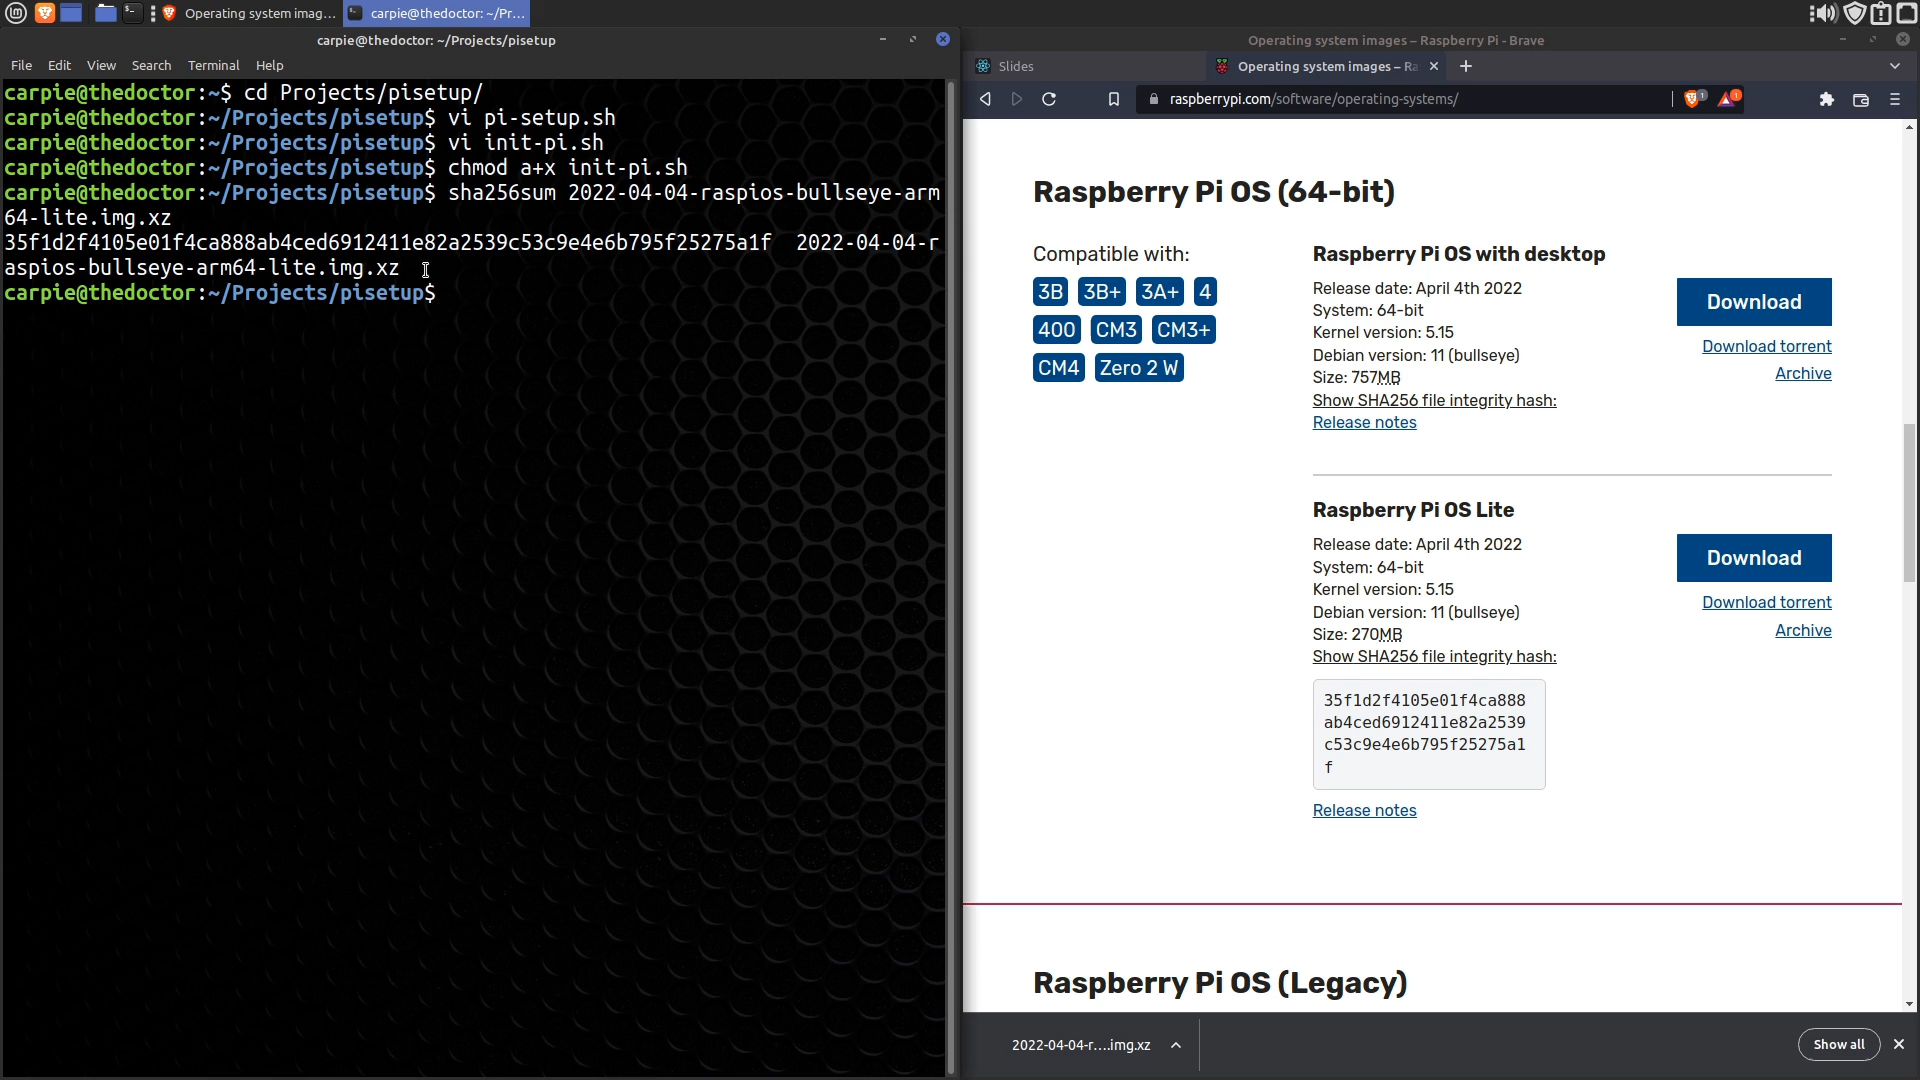 Operating system imag...
carpie@thedoctor: ~/Pr...
carpie@thedoctor: ~/Projects/pisetup
File Edit View Search Terminal Help
carpie@thedoctor:~$ cd Projects/pisetup/
carpie@thedoctor:~/Projects/pisetup$ vi pi-setup.sh
carpie@thedoctor:~/Projects/pisetup$ vi init-pi.sh
carpie@thedoctor:~/Projects/pisetup$ chmod a+x init-pi.sh
carpie@thedoctor:~/Projects/pisetup$ sha256sum 2022-04-04-raspios-bullseye-arm
64-lite.img.xz
35f1d2f4105e01f4ca888ab4ced6912411e82a2539c53c9e4e6b795f25275a1f  2022-04-04-r
aspios-bullseye-arm64-lite.img.xz
carpie@thedoctor:~/Projects/pisetup$
Operating system images – Raspberry Pi - Brave
Slides
Operating system images – Ra
raspberrypi.com/software/operating-systems/
1
1
Raspberry Pi OS (64-bit)
Compatible with:
3B 3B+ 3A+ 4
400 CM3 CM3+
CM4 Zero 2 W
Raspberry Pi OS with desktop
Release date: April 4th 2022
System: 64-bit
Kernel version: 5.15
Debian version: 11 (bullseye)
Size: 757MB
Show SHA256 file integrity hash:
Release notes
Download
Download torrent
Archive
Raspberry Pi OS Lite
Release date: April 4th 2022
System: 64-bit
Kernel version: 5.15
Debian version: 11 (bullseye)
Size: 270MB
Show SHA256 file integrity hash:
35f1d2f4105e01f4ca888
ab4ced6912411e82a2539
c53c9e4e6b795f25275a1
f
Release notes
Download
Download torrent
Archive
Raspberry Pi OS (Legacy)
2022-04-04-r....img.xz
Show all